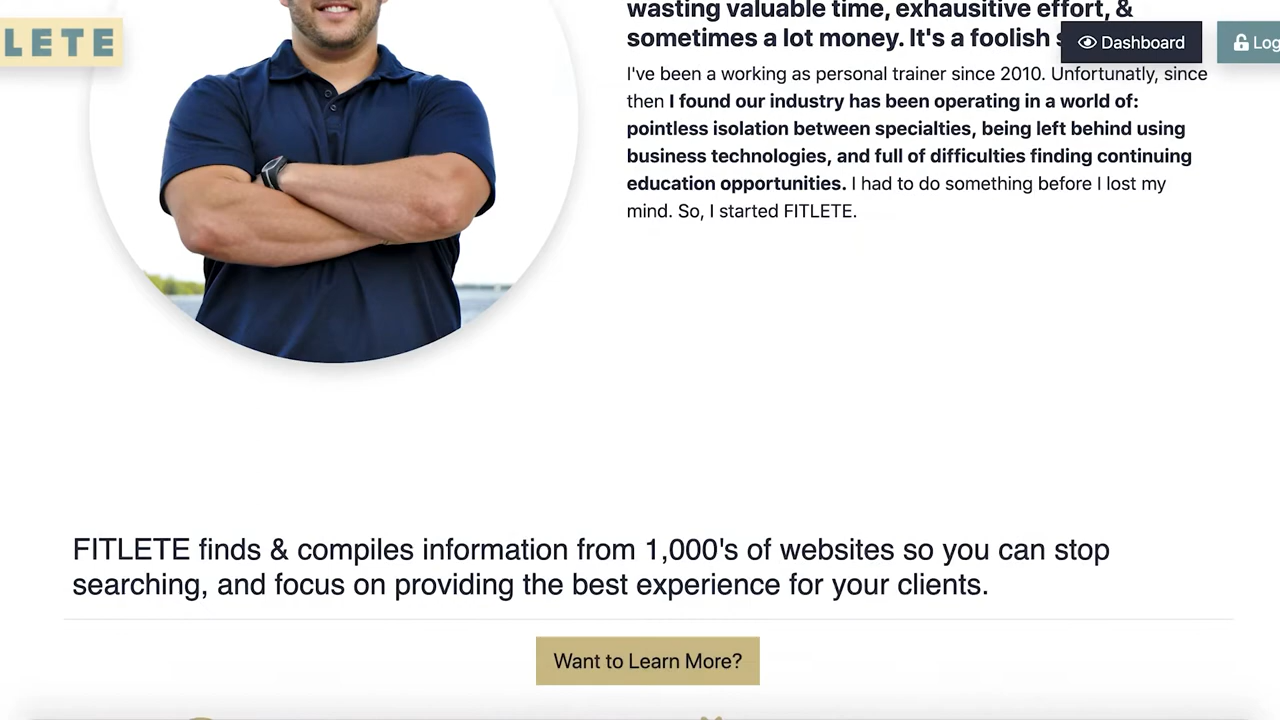 wasting valuable time, exhausitive effort, &
LETE
sometimes a lot money. It's a foolish
Dashboard
Log
I've been a working as personal trainer since 2010. Unfortunatly, since
then I found our industry has been operating in a world of:
pointless isolation between specialties, being left behind using
business technologies, and full of difficulties finding continuing
education opportunities. I had to do something before I lost my
mind. So, I started FITLETE.
FITLETE finds & compiles information from 1,000's of websites so you can stop
searching, and focus on providing the best experience for your clients.
Want to Learn More?